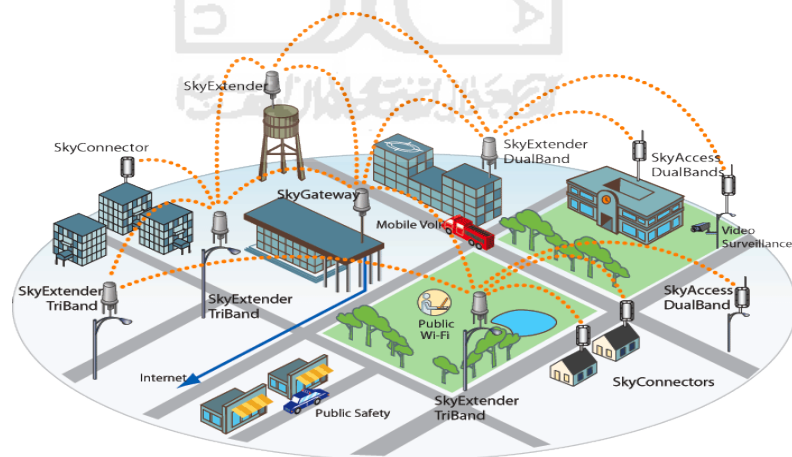 SkyExtender
SkyConnector
SkyExtender
DualBand
SkyAccess
DualBands
SkyGateway
Mobile VoIP
Video
Surveillance
SkyExtender
TriBand
SkyExtender
TriBand
SkyAccess
DualBand
Public
Wi-Fi
Internet
SkyConnectors
SkyExtender
TriBand
Public Safety